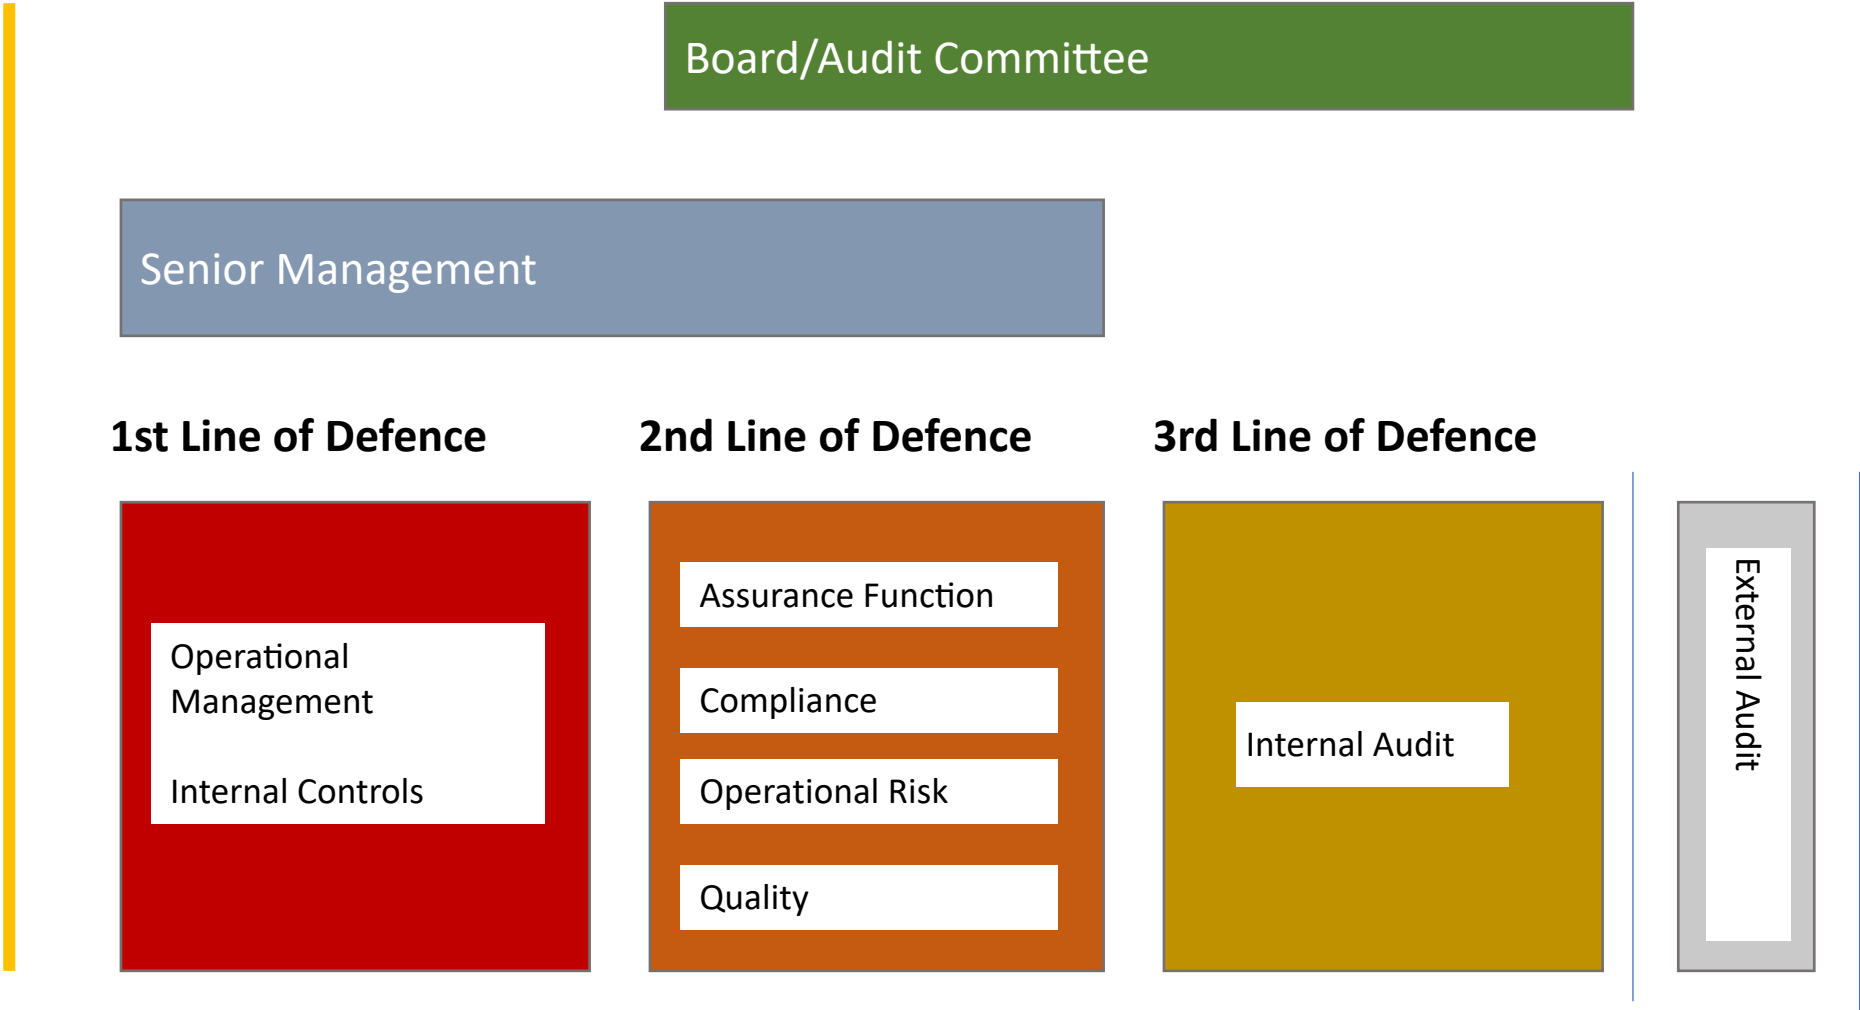 Board/Audit Committee
Senior Management
1st Line of Defence
2nd Line of Defence
3rd Line of Defence
Operational
Management
Internal Controls
Assurance Function
Compliance
Operational Risk
Quality
Internal Audit
External Audit